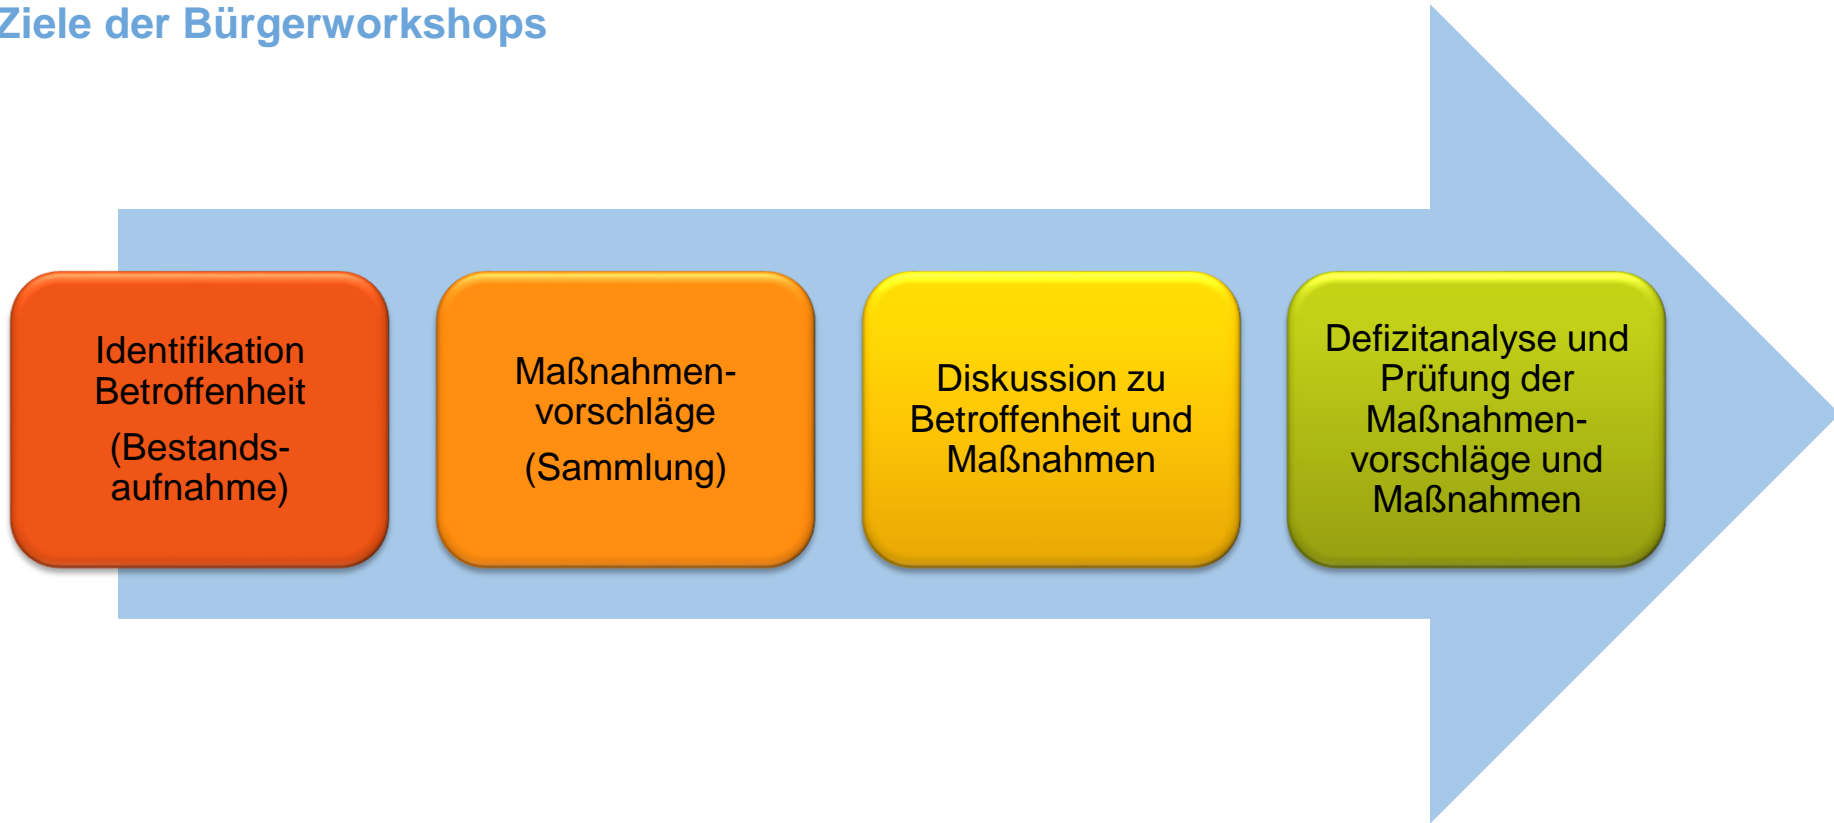 Ziele der Bürgerworkshops
Identifikation
Betroffenheit
(Bestands-
aufnahme)
Maßnahmen-
vorschläge
(Sammlung)
Diskussion zu
Betroffenheit und
Maßnahmen
Defizitanalyse und
Prüfung der
Maßnahmen-
vorschläge und
Maßnahmen